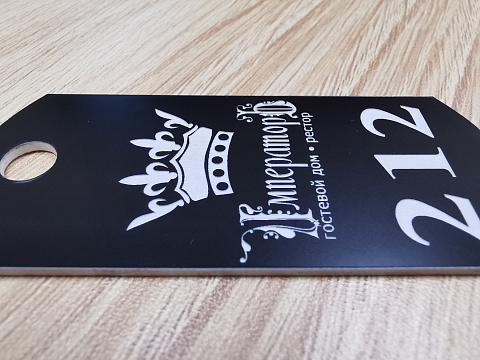 Императоръ
гостевой дом • рестор
212